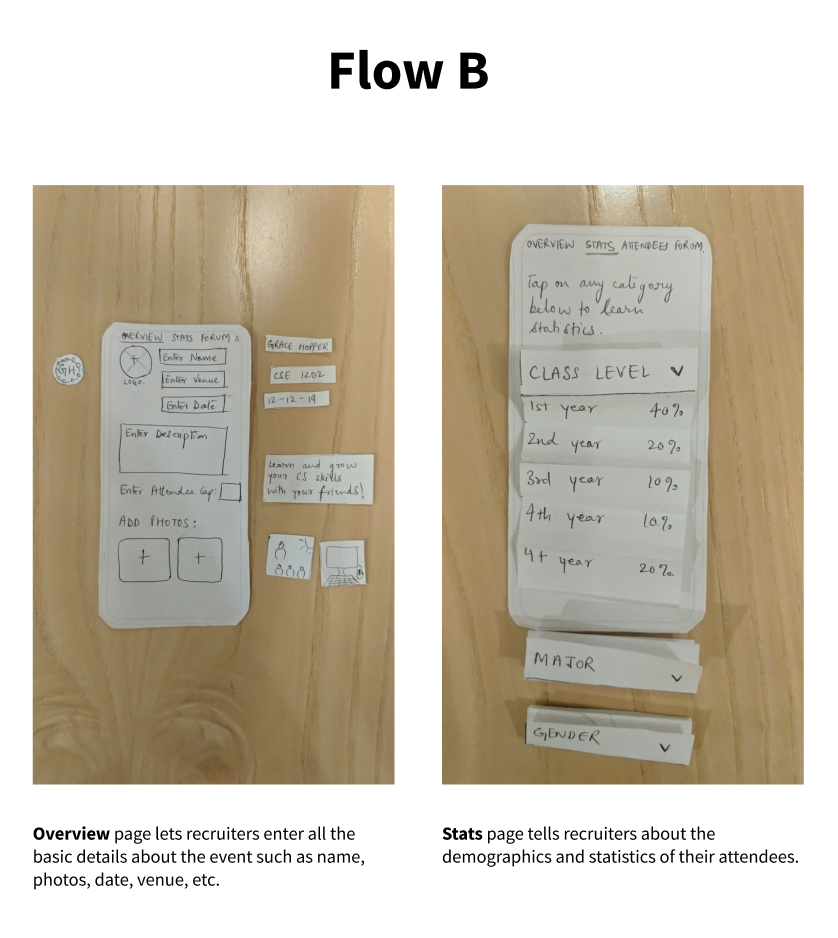 Flow B
OVERVIEW STATS FORUM A
LOGO.
Enter Name
Enter Venue
Enter Date
Enter Description
Enter Attendee Cap:
ADD PHOTOS:
+
+
GH
GRACE HOPPER
CSE 1202
12-12-19
Learn and grow
your CS skills
with your friends!
OVERVIEW STATS ATTENDEES FORUM
Tap on any category
below to learn
statistics.
CLASS LEVEL
1st year 40%
2nd year 20%
3rd year 10%
4th year 10%
4+ year 20%
MAJOR
GENDER
Overview page lets recruiters enter all the
basic details about the event such as name,
photos, date, venue, etc.
Stats page tells recruiters about the
demographics and statistics of their attendees.